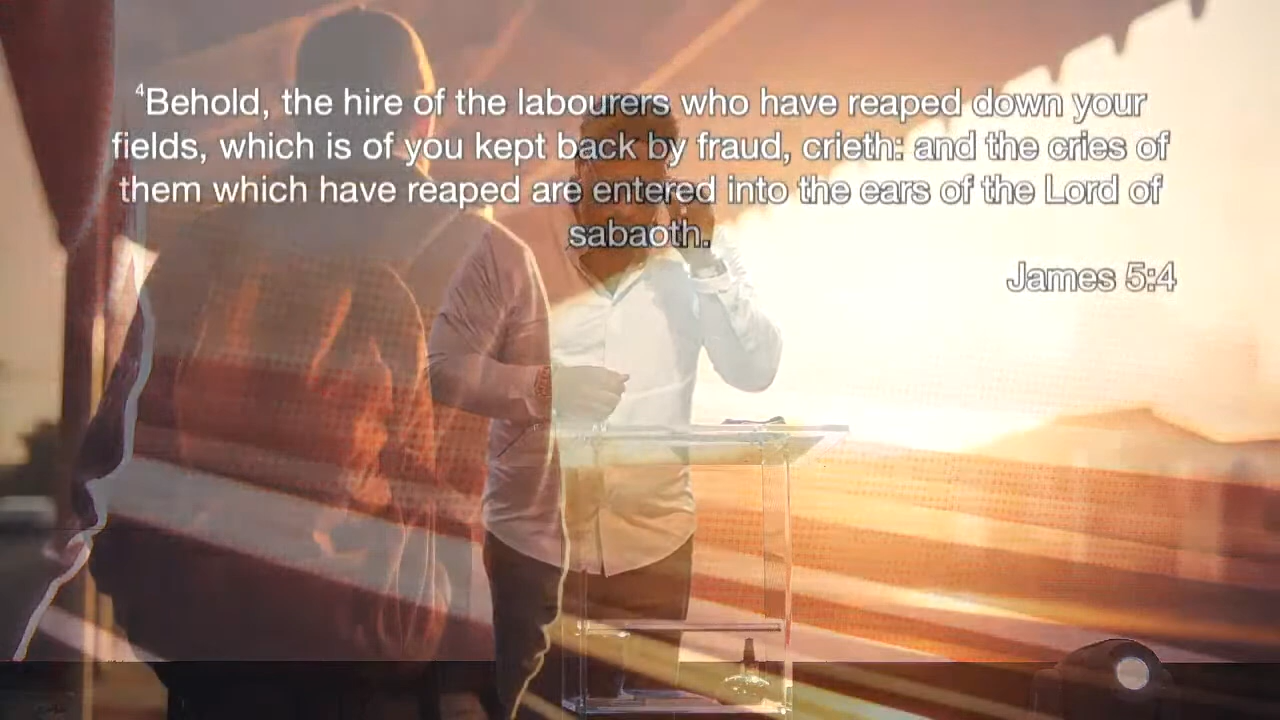 ⁴Behold, the hire of the labourers who have reaped down your
fields, which is of you kept back by fraud, crieth: and the cries of
them which have reaped are entered into the ears of the Lord of
sabaoth.
James 5:4